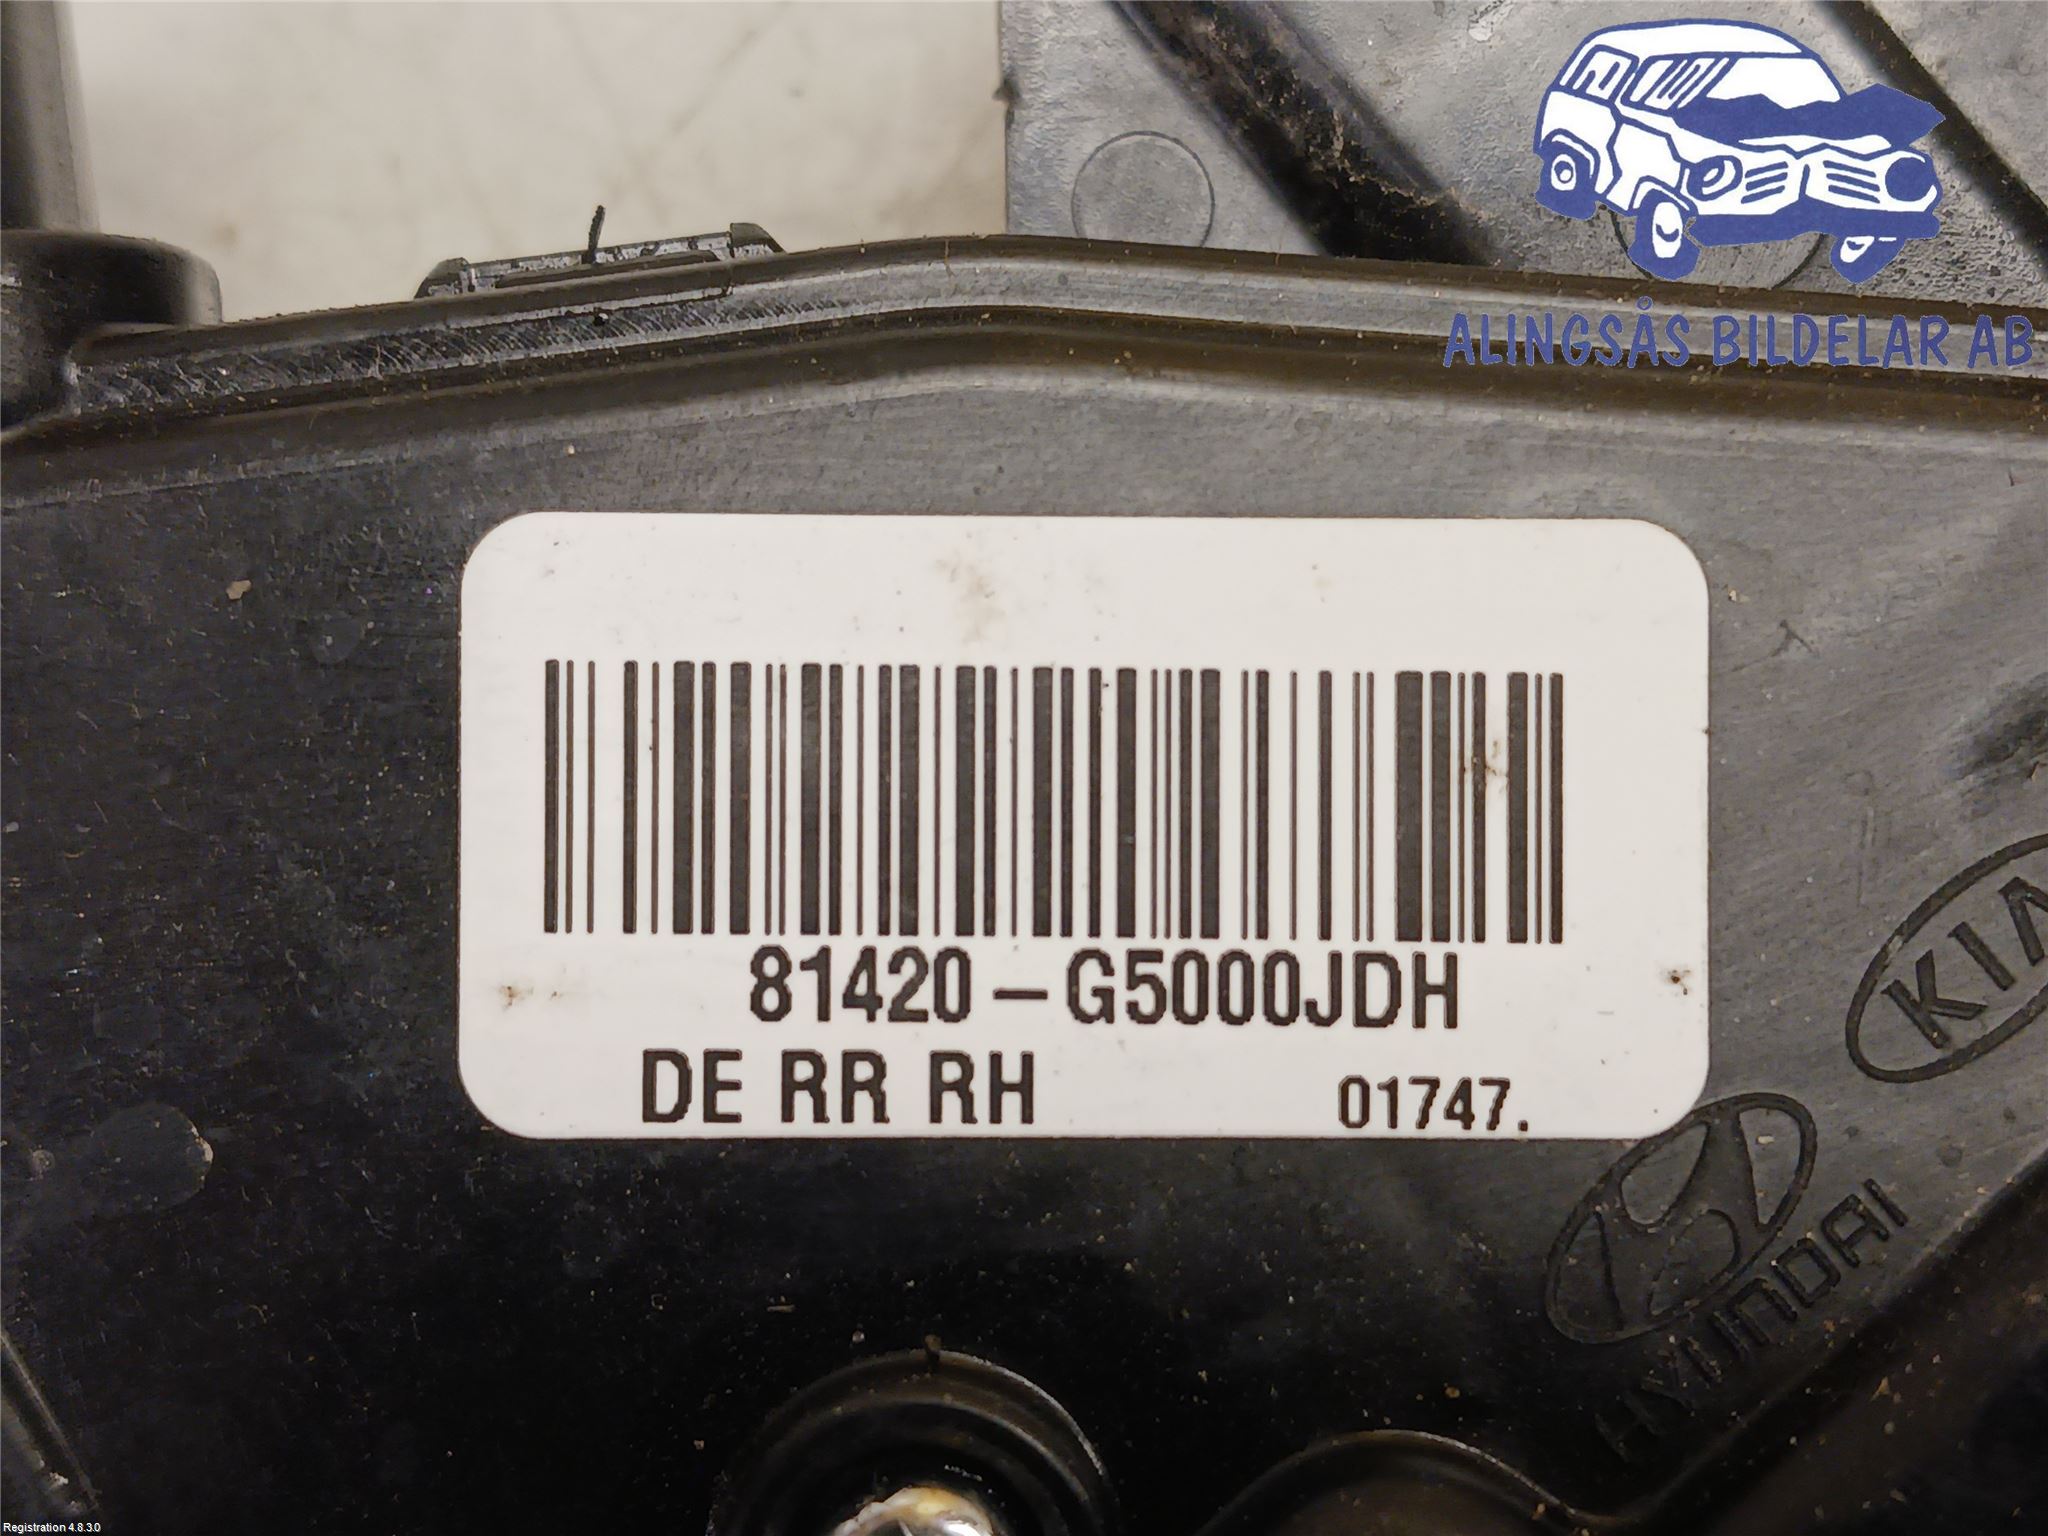 ALINGSÅS BILDELAR AB
81420-G5000JDH
DE RR RH 01747.
KIA
HYUNDAI
Registration 4.8.3.0